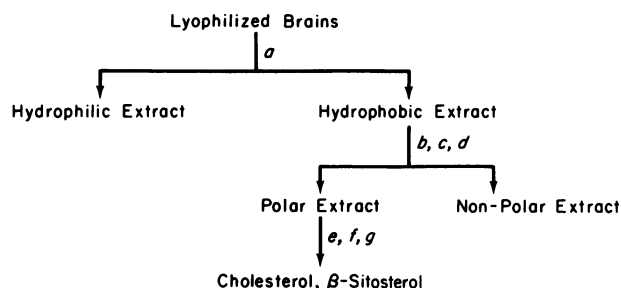 Lyophilized Brains
a
Hydrophilic Extract Hydrophobic Extract
b, c, d
Polar Extract Non-Polar Extract
e, f, g
Cholesterol, β-Sitosterol